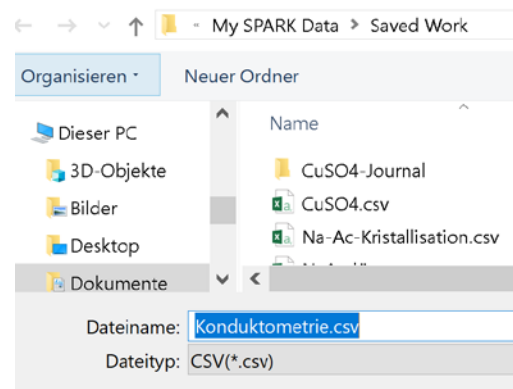 My SPARK Data > Saved Work
Organisieren Neuer Ordner
Name
Dieser PC
3D-Objekte
CuSO4-Journal
Bilder
CuSO4.csv
Desktop
Na-Ac-Kristallisation.csv
Dokumente
Dateiname: Konduktometrie.csv
Dateityp: CSV(*.csv)